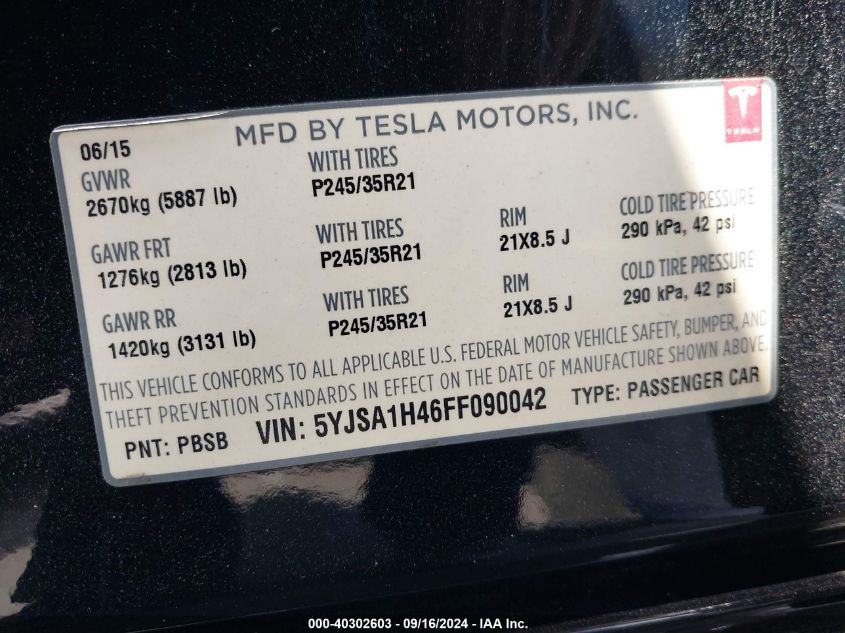 MFD BY TESLA MOTORS, INC.
TESLA
06/15
GVWR
2670kg (5887 lb)
WITH TIRES
P245/35R21
GAWR FRT
1276kg (2813 lb)
WITH TIRES
P245/35R21
RIM
21X8.5 J
COLD TIRE PRESSURE
290 kPa, 42 psi
GAWR RR
1420kg (3131 lb)
WITH TIRES
P245/35R21
RIM
21X8.5 J
COLD TIRE PRESSURE
290 kPa, 42 psi
THIS VEHICLE CONFORMS TO ALL APPLICABLE U.S. FEDERAL MOTOR VEHICLE SAFETY, BUMPER, AND
THEFT PREVENTION STANDARDS IN EFFECT ON THE DATE OF MANUFACTURE SHOWN ABOVE.
PNT: PBSB VIN: 5YJSA1H46FF090042 TYPE: PASSENGER CAR
000-40302603 - 09/16/2024 - IAA Inc.